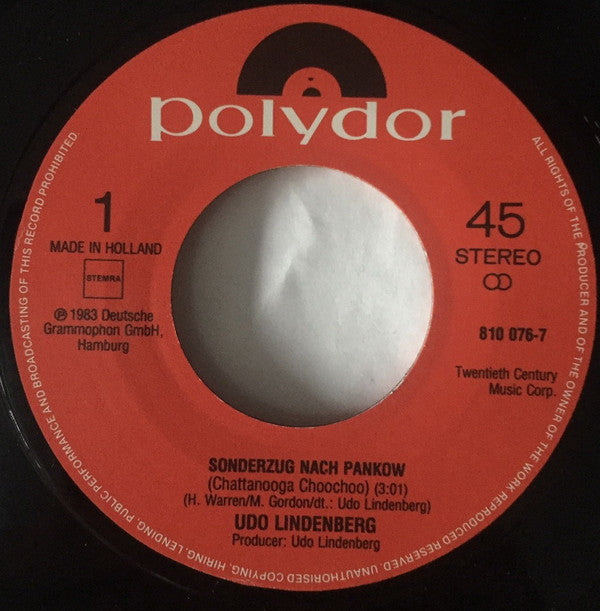 polydor
1
MADE IN HOLLAND
STEMRA
℗ 1983 Deutsche
Grammophon GmbH,
Hamburg
45
STEREO
810 076-7
Twentieth Century
Music Corp.
SONDERZUG NACH PANKOW
(Chattanooga Choochoo) (3:01)
(H. Warren/M. Gordon/dt.: Udo Lindenberg)
UDO LINDENBERG
Producer: Udo Lindenberg
ALL RIGHTS OF THE PRODUCER AND OF THE OWNER OF THE WORK REPRODUCED RESERVED. UNAUTHORISED COPYING, HIRING, LENDING, PUBLIC PERFORMANCE AND BROADCASTING OF THIS RECORD PROHIBITED.